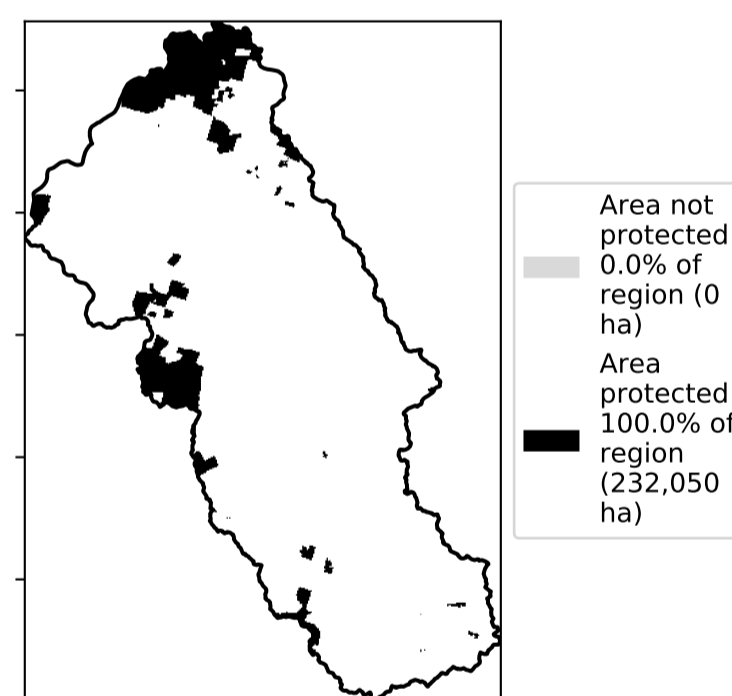 Area not
protected
0.0% of
region (0
ha)
Area
protected
100.0% of
region
(232,050
ha)